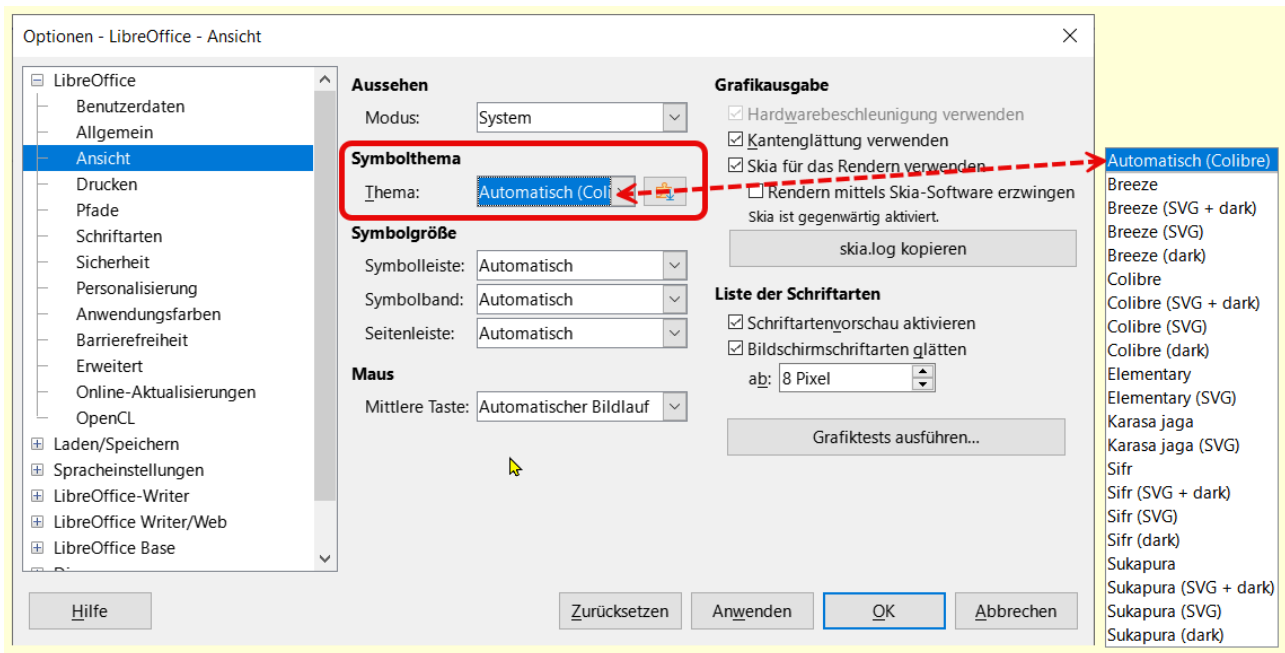 Optionen - LibreOffice - Ansicht
LibreOffice
Benutzerdaten
Allgemein
Ansicht
Drucken
Pfade
Schriftarten
Sicherheit
Personalisierung
Anwendungsfarben
Barrierefreiheit
Erweitert
Online-Aktualisierungen
OpenCL
Laden/Speichern
Spracheinstellungen
LibreOffice-Writer
LibreOffice Writer/Web
LibreOffice Base
Aussehen
Modus: System
Symbolthema
Thema: Automatisch (Coli
Symbolgröße
Symbolleiste: Automatisch
Symbolband: Automatisch
Seitenleiste: Automatisch
Maus
Mittlere Taste: Automatischer Bildlauf
Grafikausgabe
Hardwarebeschleunigung verwenden
Kantenglättung verwenden
Skia für das Rendern verwenden
Rendern mittels Skia-Software erzwingen
Skia ist gegenwärtig aktiviert.
skia.log kopieren
Liste der Schriftarten
Schriftartenvorschau aktivieren
Bildschirmschriftarten glätten
ab: 8 Pixel
Grafiktests ausführen...
Hilfe
Zurücksetzen
Anwenden
OK
Abbrechen
Automatisch (Colibre)
Breeze
Breeze (SVG + dark)
Breeze (SVG)
Breeze (dark)
Colibre
Colibre (SVG + dark)
Colibre (SVG)
Colibre (dark)
Elementary
Elementary (SVG)
Karasa jaga
Karasa jaga (SVG)
Sifr
Sifr (SVG + dark)
Sifr (SVG)
Sifr (dark)
Sukapura
Sukapura (SVG + dark)
Sukapura (SVG)
Sukapura (dark)